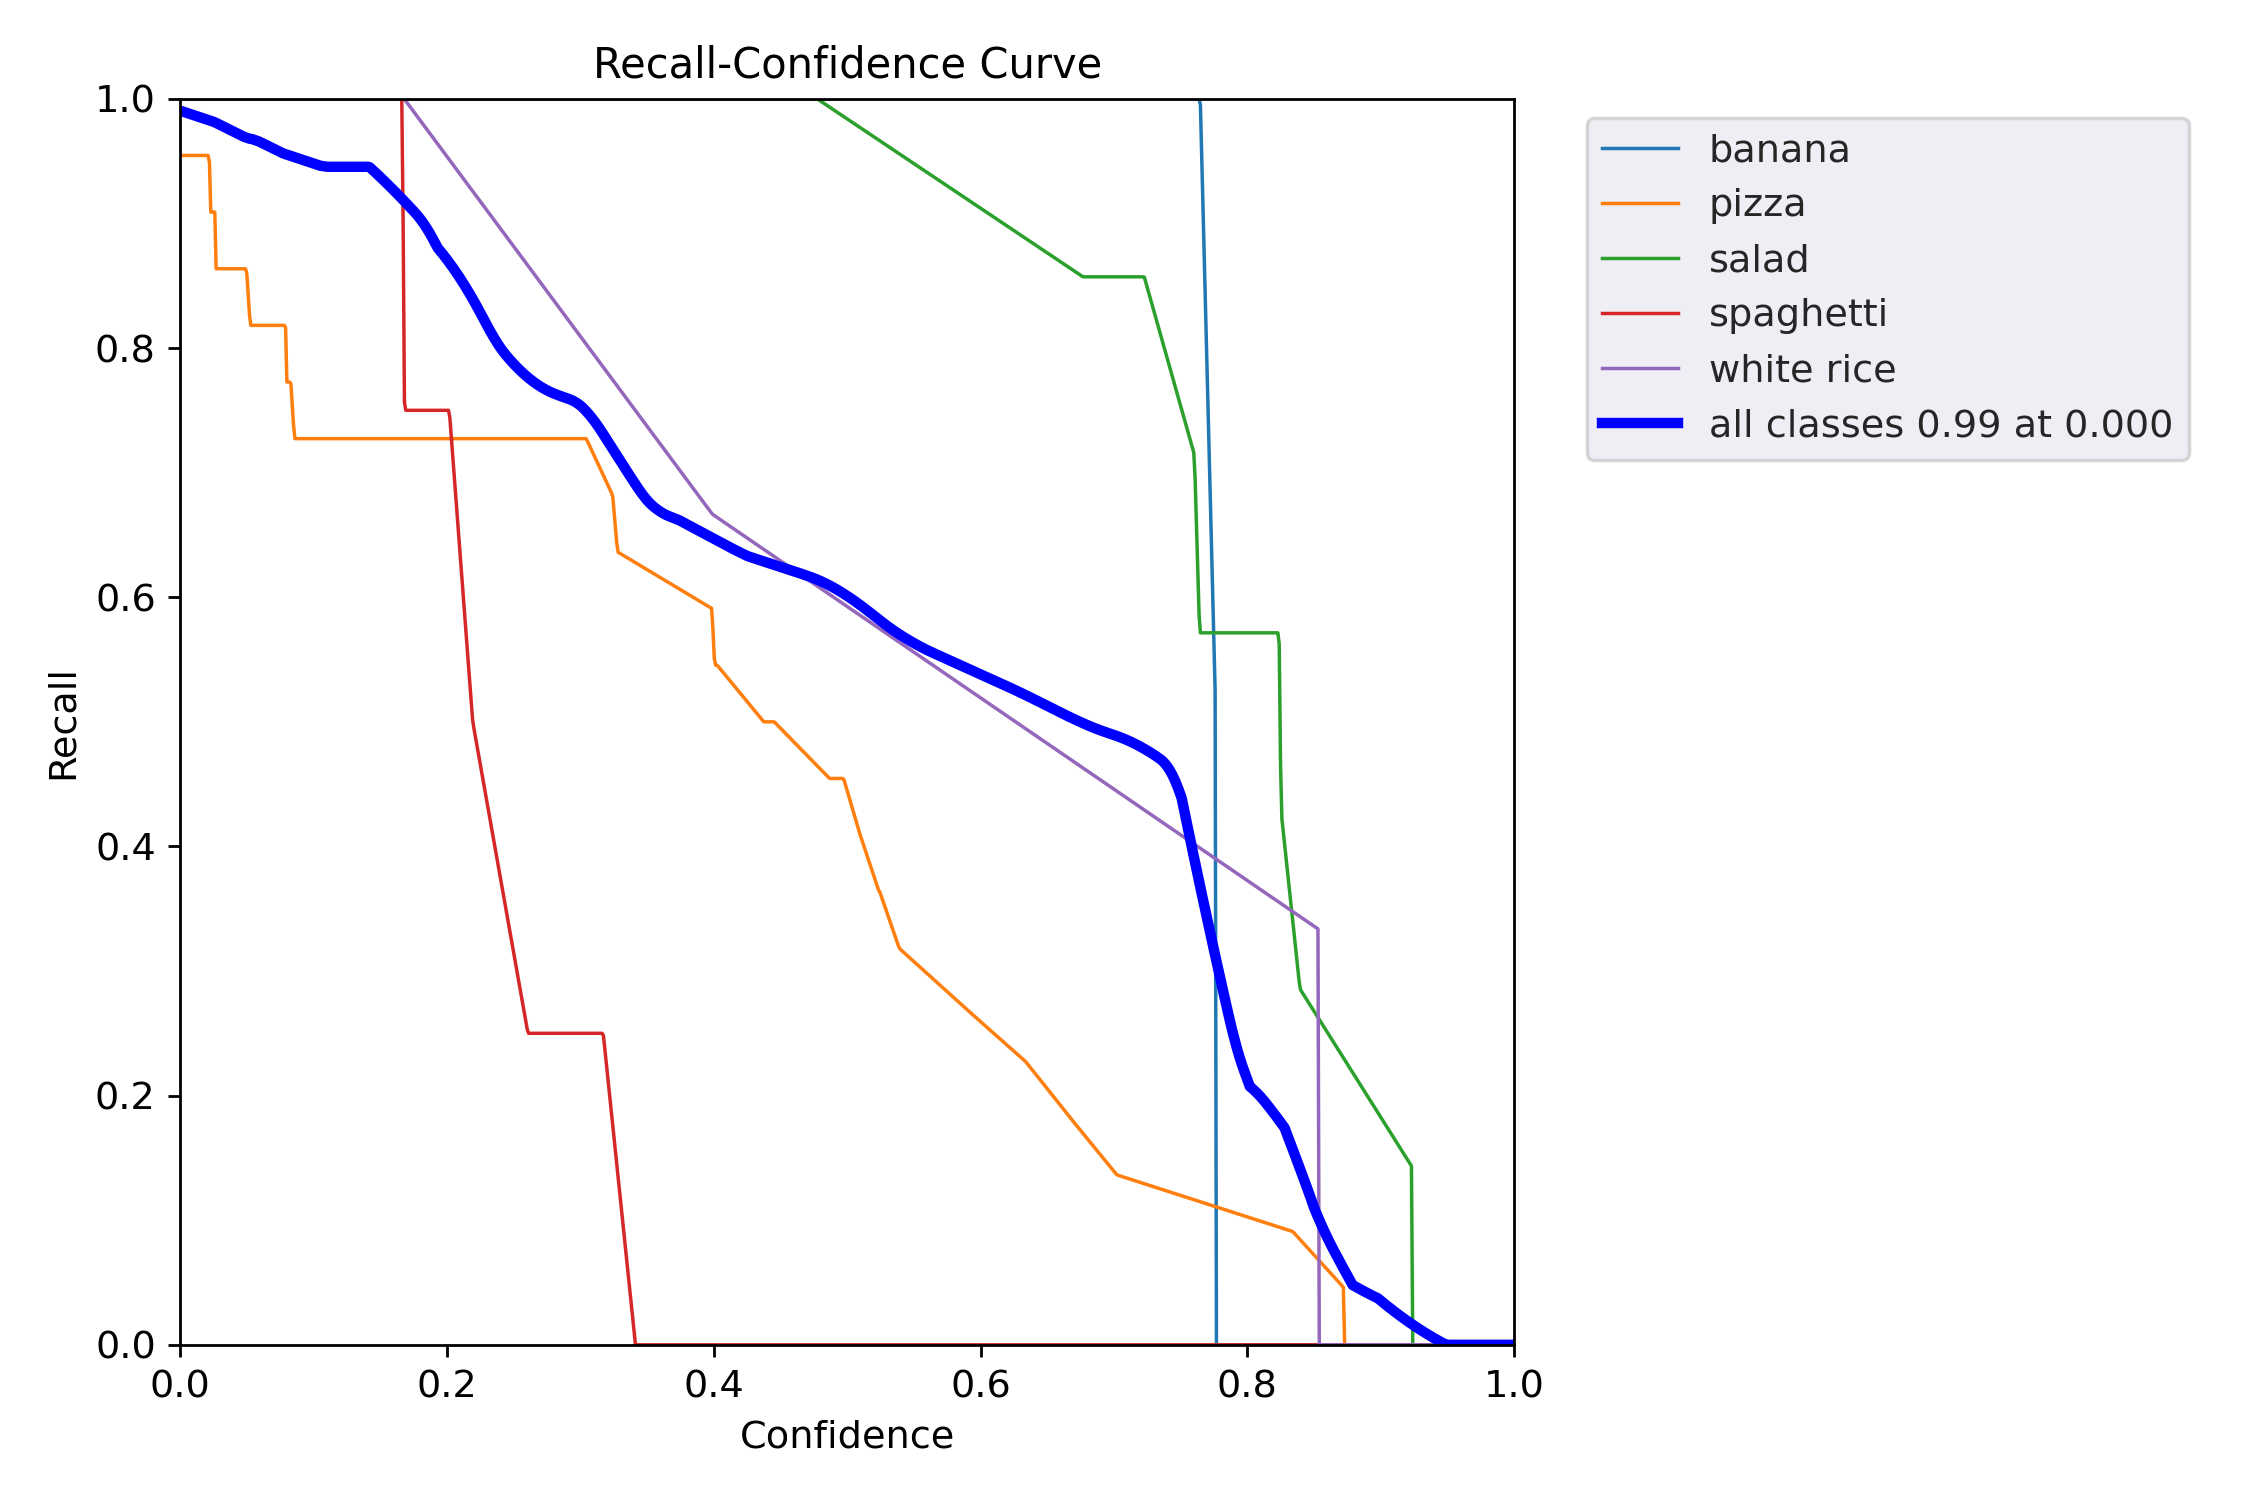 Recall-Confidence Curve
1.0
0.8
0.6
0.4
0.2
0.0
Recall
0.0 0.2 0.4 0.6 0.8 1.0
Confidence
banana
pizza
salad
spaghetti
white rice
all classes 0.99 at 0.000